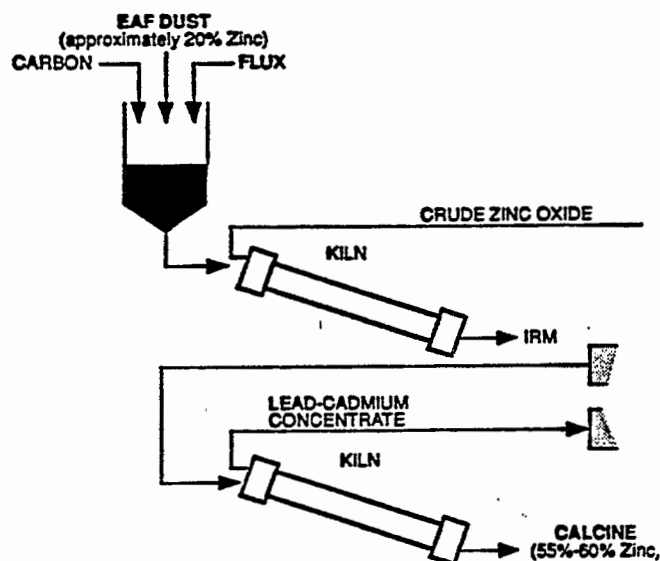 EAF DUST
(approximately 20% Zinc)
CARBON
FLUX
CRUDE ZINC OXIDE
KILN
IRM
LEAD-CADMIUM
CONCENTRATE
KILN
CALCINE
(55%-60% Zinc,